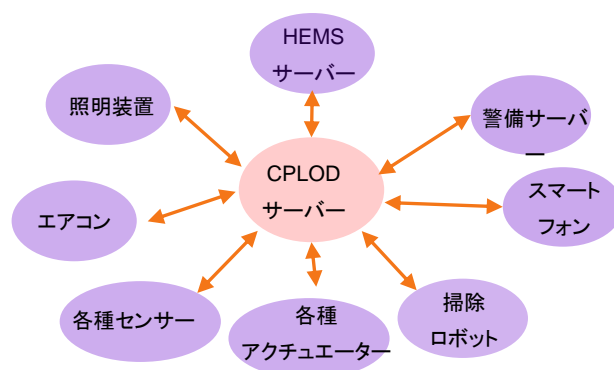 HEMS
サーバー
照明装置
警備サーバ
ー
CPLOD
サーバー
スマート
フォン
エアコン
各種センサー
各種
アクチュエーター
掃除
ロボット